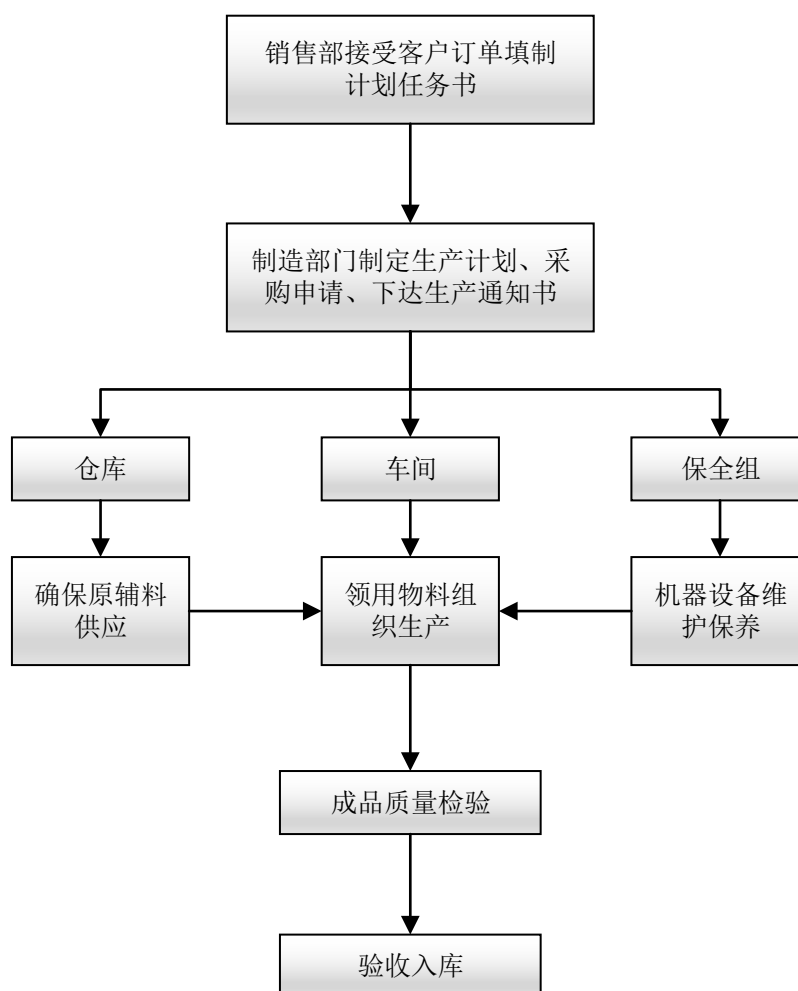 销售部接受客户订单填制
计划任务书
制造部门制定生产计划、采
购申请、下达生产通知书
仓库
车间
保全组
确保原辅料
供应
领用物料组
织生产
机器设备维
护保养
成品质量检验
验收入库